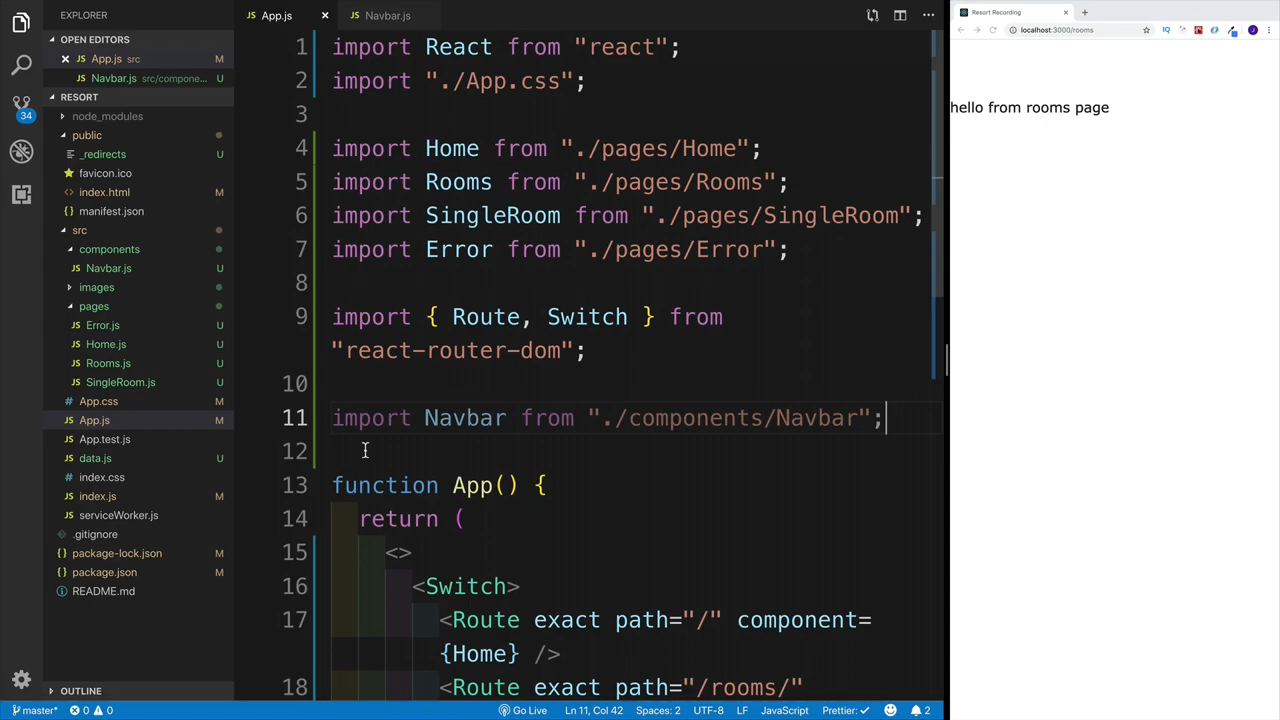 EXPLORER
OPEN EDITORS
App.js src M
Navbar.js src/compone... U
RESORT
node_modules
public
_redirects U
favicon.ico
index.html M
manifest.json
src
components
Navbar.js U
images
pages
Error.js U
Home.js U
Rooms.js U
SingleRoom.js U
App.css M
App.js M
App.test.js M
data.js U
index.css
index.js M
serviceWorker.js
.gitignore
package-lock.json M
package.json M
README.md
OUTLINE
34
App.js
Navbar.js
1 import React from "react";
2 import "./App.css";
3
4 import Home from "./pages/Home";
5 import Rooms from "./pages/Rooms";
6 import SingleRoom from "./pages/SingleRoom";
7 import Error from "./pages/Error";
8
9 import { Route, Switch } from
"react-router-dom";
10
11 import Navbar from "./components/Navbar";
12
13 function App() {
14 return (
15 <>
16 <Switch>
17 <Route exact path="/" component=
{Home} />
18 <Route exact path="/rooms/"
master* 0 0 Go Live Ln 11, Col 42 Spaces: 2 UTF-8 LF JavaScript Prettier: ✓ 2
Resort Recording
localhost:3000/rooms
hello from rooms page